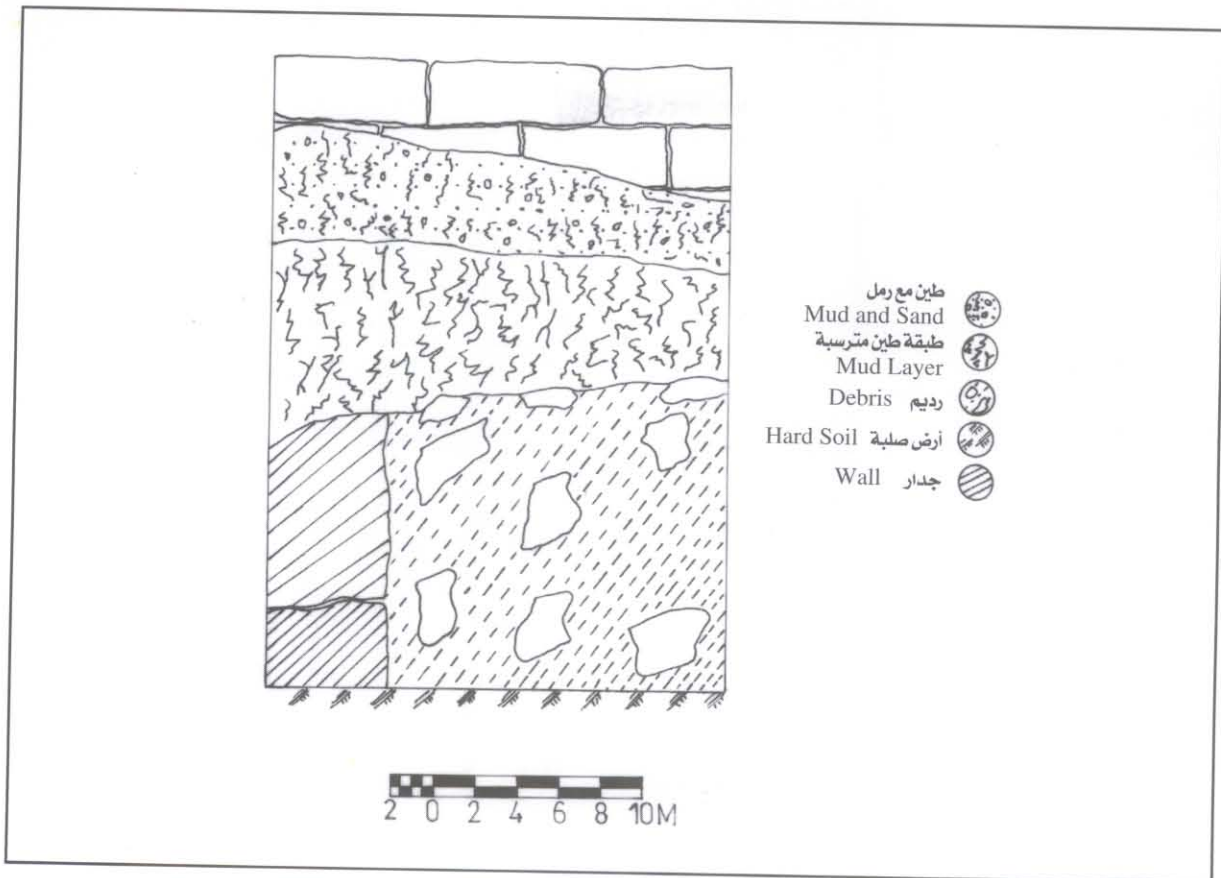 طين مع رمل
Mud and Sand
طبقة طين مترسبة
Mud Layer
Debris رديم
Hard Soil أرض صلبة
Wall جدار
2 0 2 4 6 8 10M